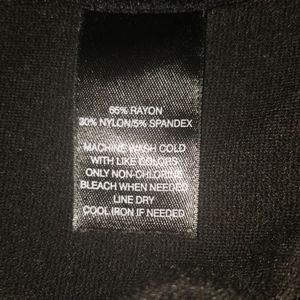 65% RAYON
30% NYLON/5% SPANDEX
MACHINE WASH COLD
WITH LIKE COLORS
ONLY NON-CHLORINE
BLEACH WHEN NEEDED
LINE DRY
COOL IRON IF NEEDED